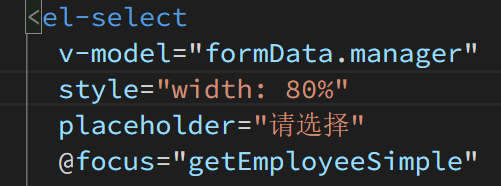 <el-select
v-model="formData.manager"
style="width: 80%"
placeholder="请选择"
@focus="getEmployeeSimple"